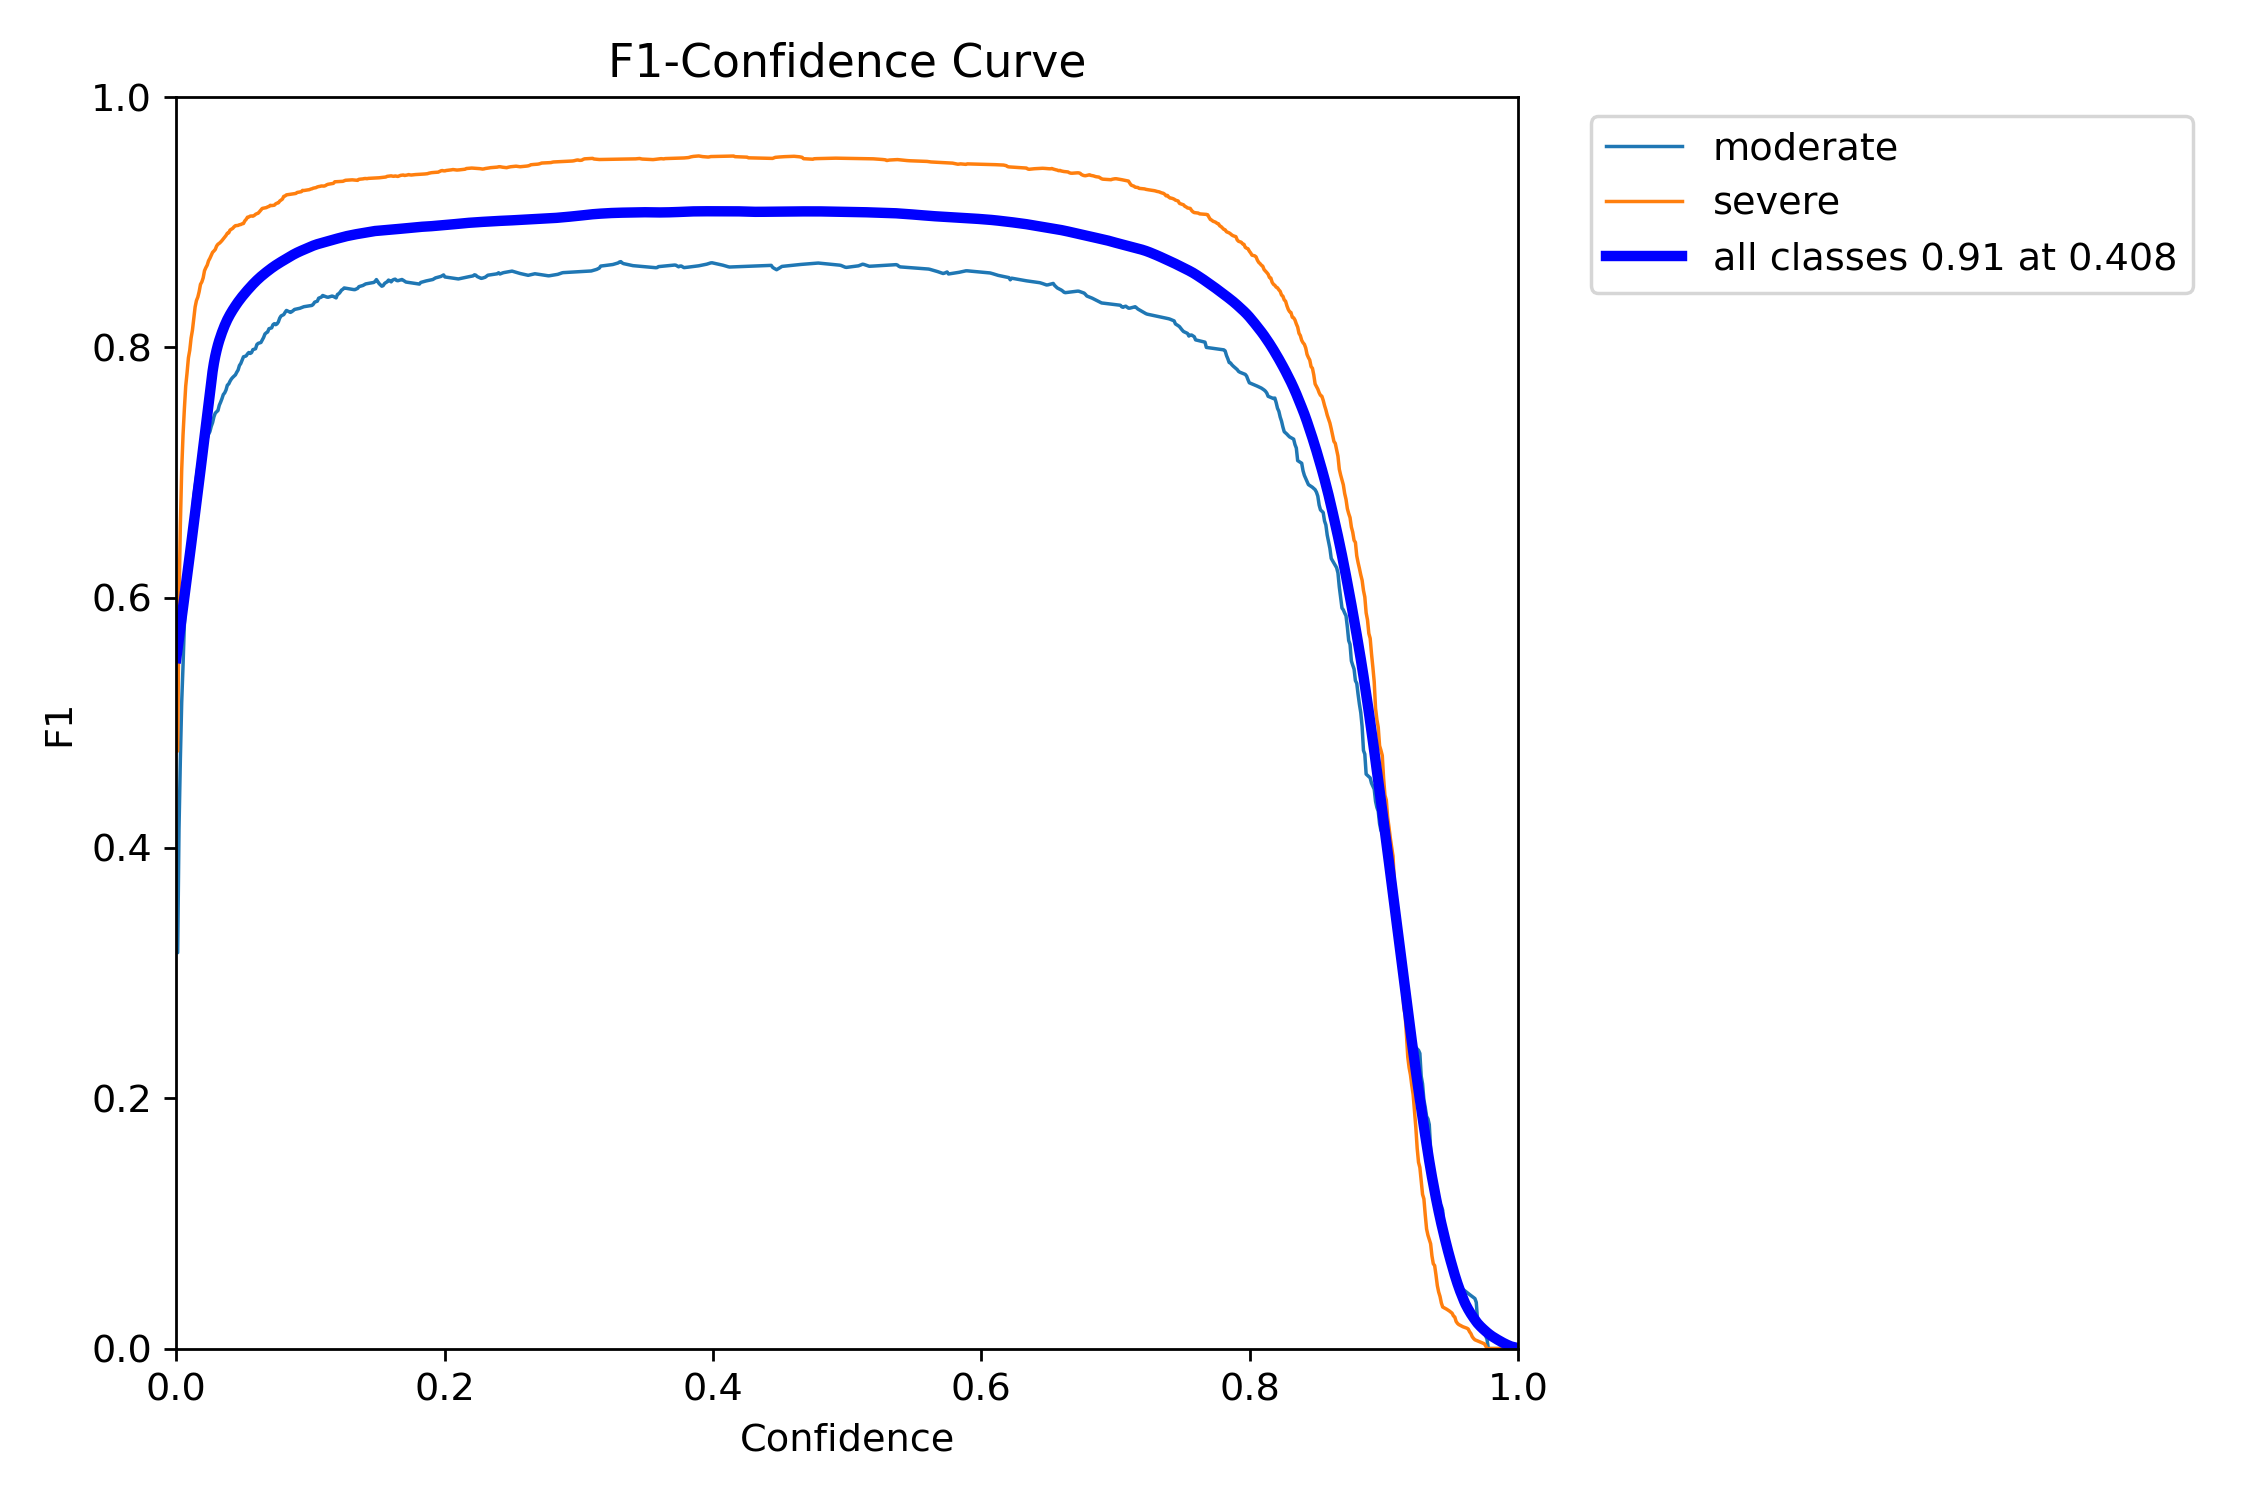 F1-Confidence Curve
1.0
0.8
0.6
0.4
0.2
0.0
F1
0.0 0.2 0.4 0.6 0.8 1.0
Confidence
moderate
severe
all classes 0.91 at 0.408